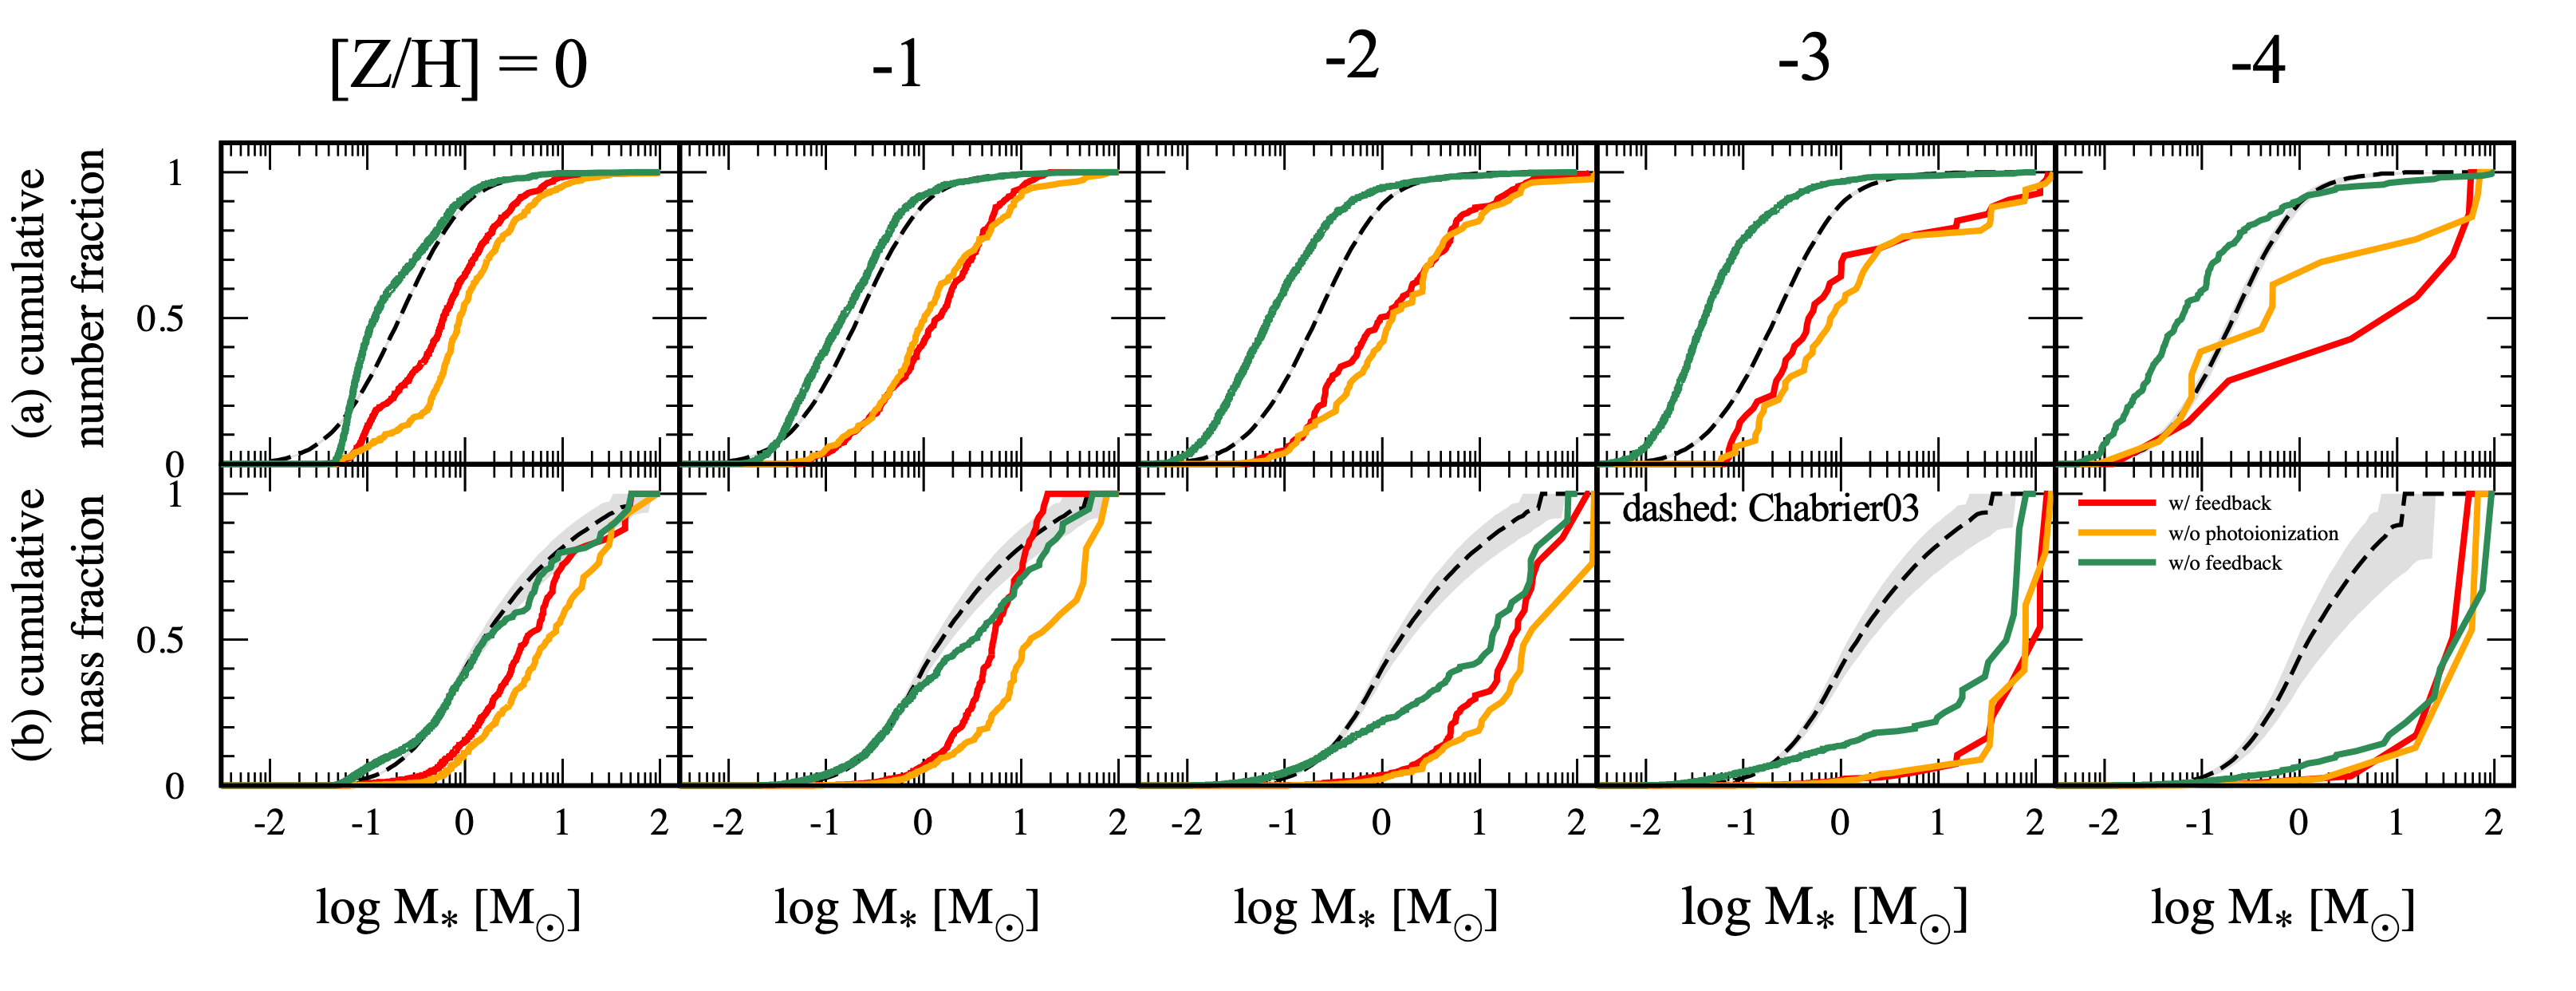 [Z/H] = 0 -1 -2 -3 -4
(a) cumulative
number fraction
1
0.5
0
(b) cumulative
mass fraction
1
0.5
0
dashed: Chabrier03
w/ feedback
w/o photoionization
w/o feedback
-2 -1 0 1 2 -2 -1 0 1 2 -2 -1 0 1 2 -2 -1 0 1 2 -2 -1 0 1 2
log M* [M☉] log M* [M☉] log M* [M☉] log M* [M☉] log M* [M☉]